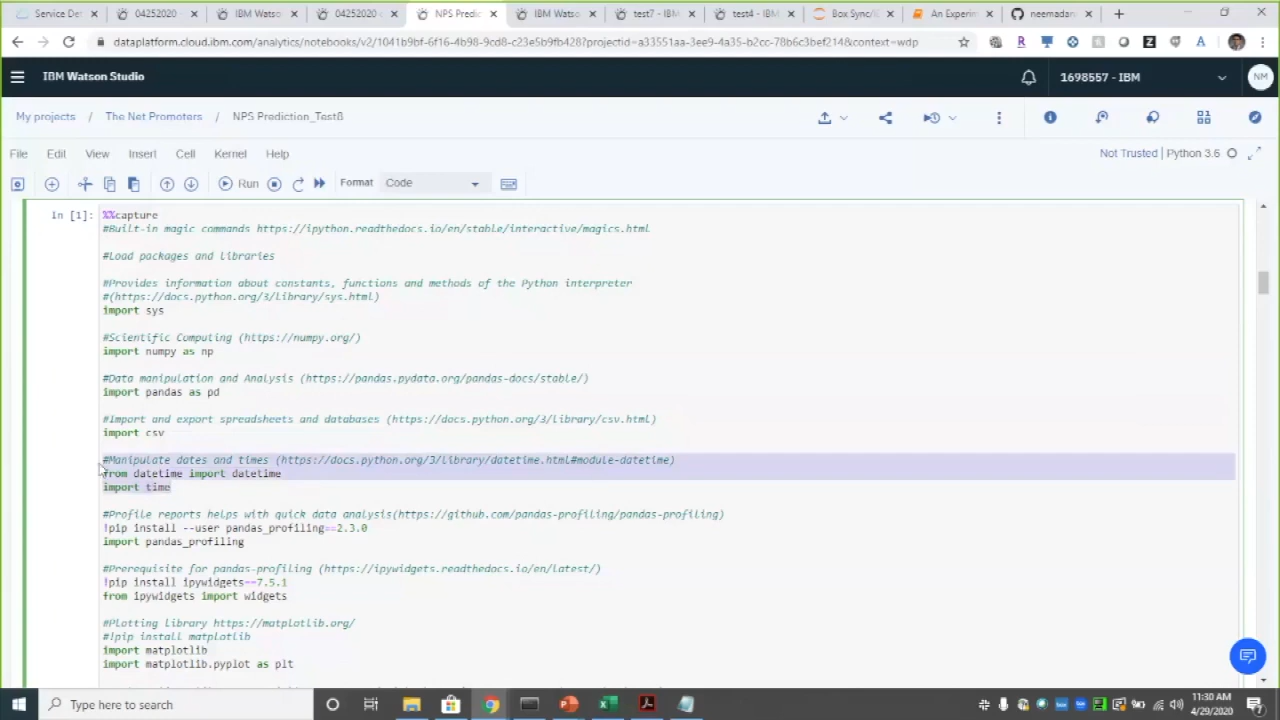 Service De
04252020
IBM Watso
04252020
NPS Predic
IBM Watso
test7 - IBM
test4 - IBM
Box Sync/I
An Experim
neemadar
dataplatform.cloud.ibm.com/analytics/notebooks/v2/1041b9bf-6f16-4b98-9cd8-c23e5b9fb428?projectid=a33551aa-3ee9-4a35-b2cc-78b6c3bef214&context=wdp
IBM Watson Studio
1698557 - IBM
NM
My projects / The Net Promoters / NPS Prediction_Test8
File Edit View Insert Cell Kernel Help
Not Trusted | Python 3.6
Run
Format
Code
In [1]:
%%capture
#Built-in magic commands https://ipython.readthedocs.io/en/stable/interactive/magics.html
#Load packages and libraries
#Provides information about constants, functions and methods of the Python interpreter
#(https://docs.python.org/3/library/sys.html)
import sys
#Scientific Computing (https://numpy.org/)
import numpy as np
#Data manipulation and Analysis (https://pandas.pydata.org/pandas-docs/stable/)
import pandas as pd
#Import and export spreadsheets and databases (https://docs.python.org/3/library/csv.html)
import csv
#Manipulate dates and times (https://docs.python.org/3/library/datetime.html#module-datetime)
from datetime import datetime
import time
#Profile reports helps with quick data analysis(https://github.com/pandas-profiling/pandas-profiling)
!pip install --user pandas_profiling==2.3.0
import pandas_profiling
#Prerequisite for pandas-profiling (https://ipywidgets.readthedocs.io/en/latest/)
!pip install ipywidgets==7.5.1
from ipywidgets import widgets
#Plotting library https://matplotlib.org/
#!pip install matplotlib
import matplotlib
import matplotlib.pyplot as plt
Type here to search
11:30 AM
4/29/2020